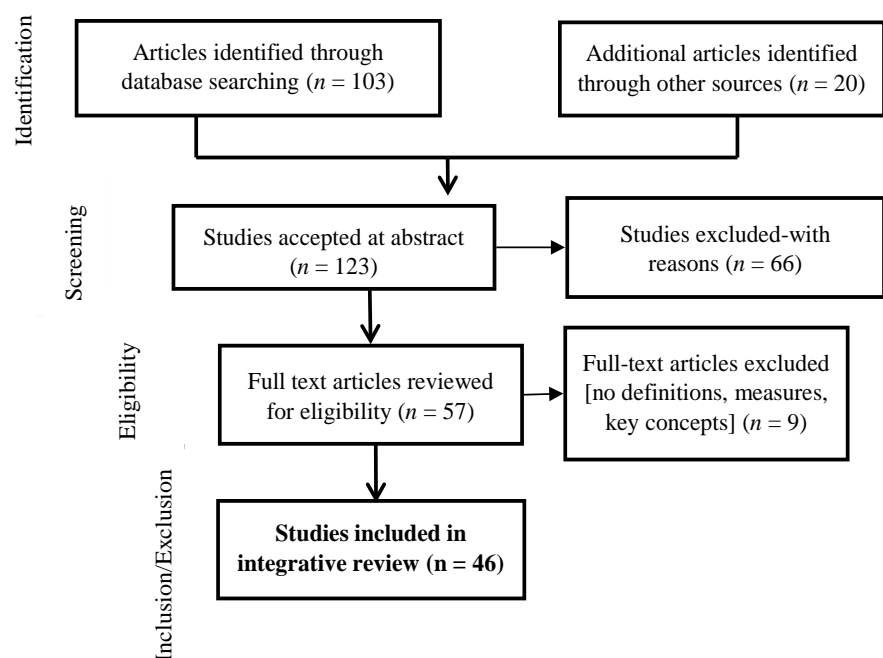 Identification
Articles identified through
database searching (n = 103)
Additional articles identified
through other sources (n = 20)
Screening
Studies accepted at abstract
(n = 123)
Studies excluded-with
reasons (n = 66)
Eligibility
Full text articles reviewed
for eligibility (n = 57)
Full-text articles excluded
[no definitions, measures,
key concepts] (n = 9)
Inclusion/Exclusion
Studies included in
integrative review (n = 46)